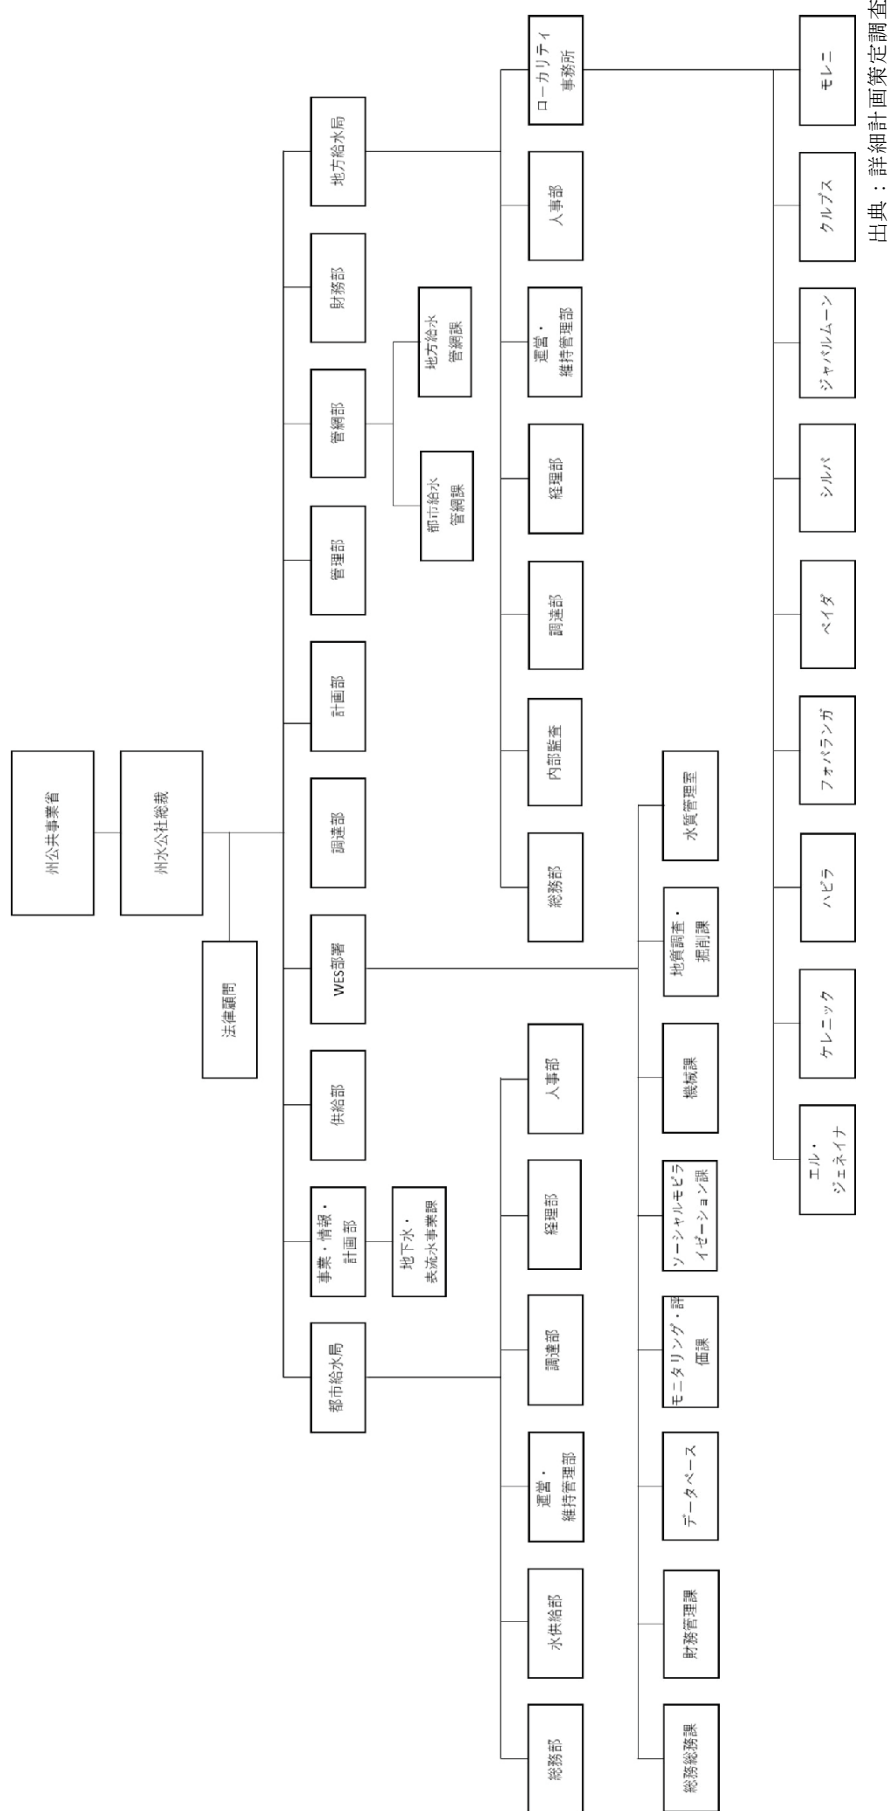 州公共事業省
州水公社総裁
法律顧問
都市給水局
事業・情報・
計画部
供給部
WES部署
調達部
計画部
管理部
管網部
財務部
地方給水局
地下水・
表流水事業課
都市給水
管網課
地方給水
管網課
総務部
水供給部
運営・
維持管理部
調達部
経理部
人事部
総務部
内部監査
調達部
経理部
運営・
維持管理部
人事部
ローカリティ
事務所
総務総務課
財務管理課
データベース
モニタリング・評
価課
ソーシャルモビラ
イゼーション課
機械課
地質調査・
掘削課
水質管理室
エル・
ジェネイナ
ケレニック
ハビラ
フォバランガ
ベイダ
シルバ
ジャバルムーン
クルブス
モレニ
出典：詳細計画策定調査